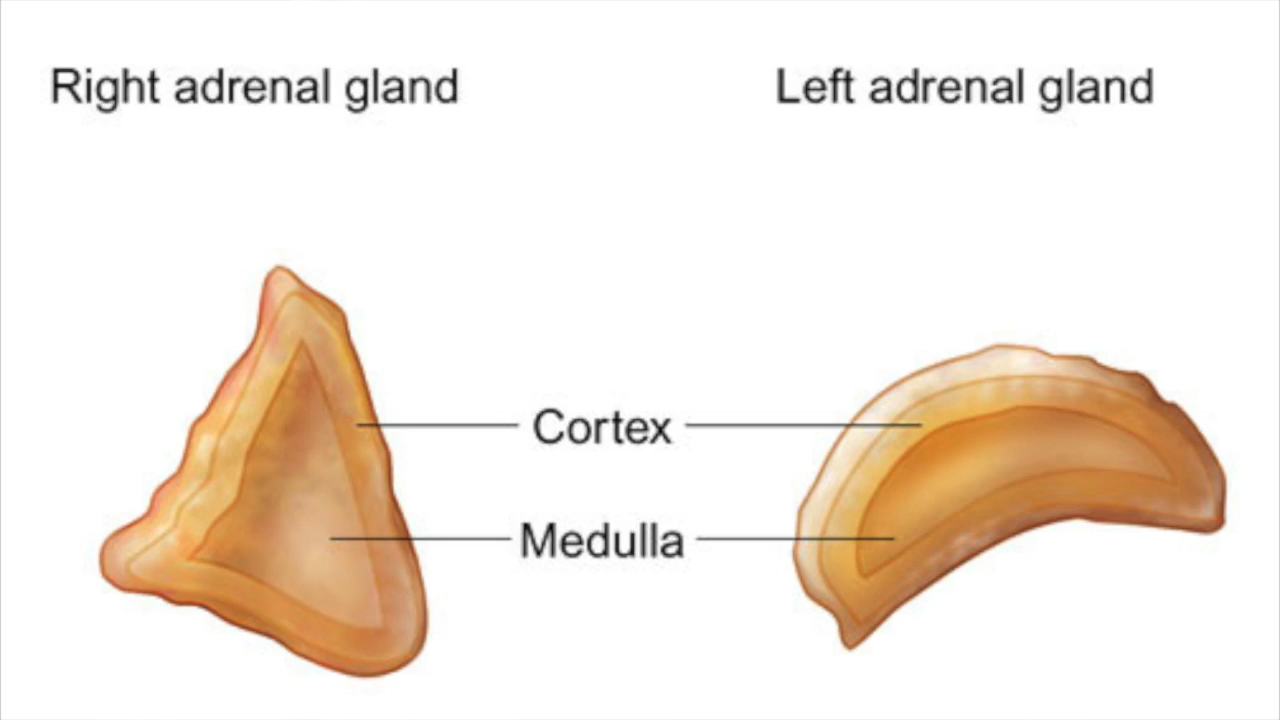 Right adrenal gland
Left adrenal gland
Cortex
Medulla